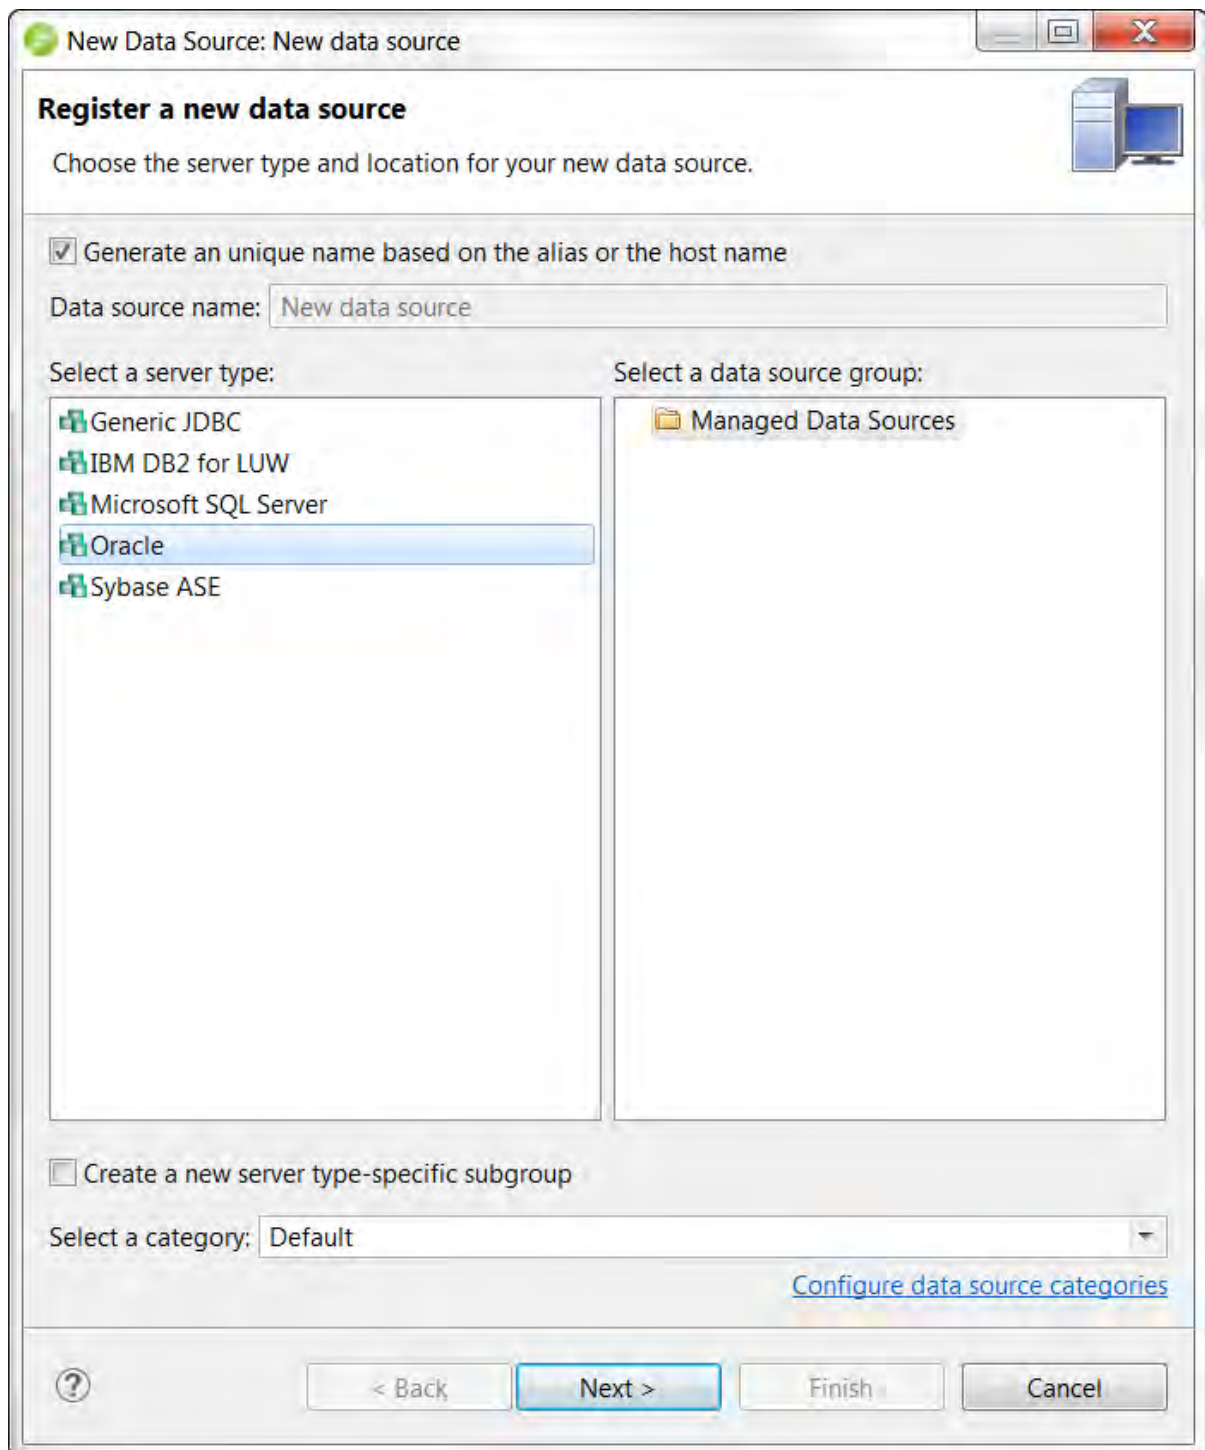 New Data Source: New data source
Register a new data source
Choose the server type and location for your new data source.
Generate an unique name based on the alias or the host name
Data source name: New data source
Select a server type:
Select a data source group:
Generic JDBC
IBM DB2 for LUW
Microsoft SQL Server
Oracle
Sybase ASE
Managed Data Sources
Create a new server type-specific subgroup
Select a category: Default
Configure data source categories
? < Back Next > Finish Cancel